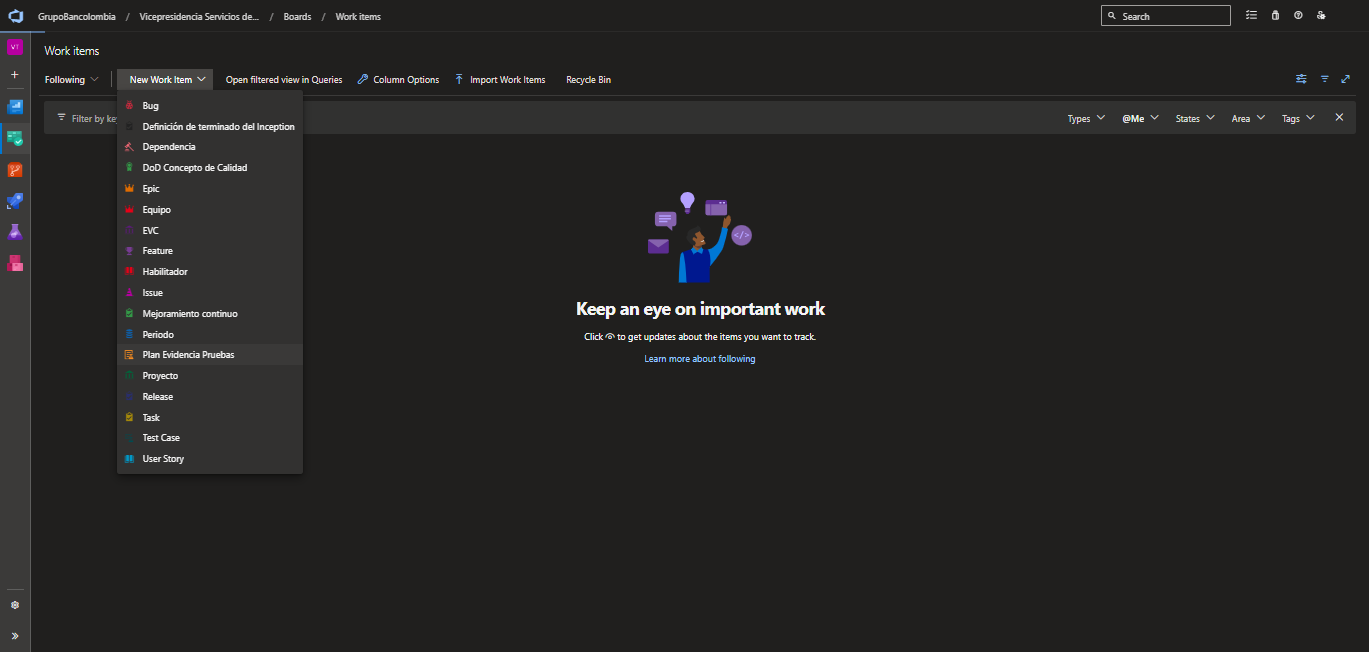 GrupoBancolombia / Vicepresidencia Servicios de... / Boards / Work items
Search
VT
Work items
Following
New Work Item
Open filtered view in Queries
Column Options
Import Work Items
Recycle Bin
Filter by ke
Types
@Me
States
Area
Tags
Bug
Definición de terminado del Inception
Dependencia
DoD Concepto de Calidad
Epic
Equipo
EVC
Feature
Habilitador
Issue
Mejoramiento continuo
Periodo
Plan Evidencia Pruebas
Proyecto
Release
Task
Test Case
User Story
Keep an eye on important work
Click to get updates about the items you want to track.
Learn more about following